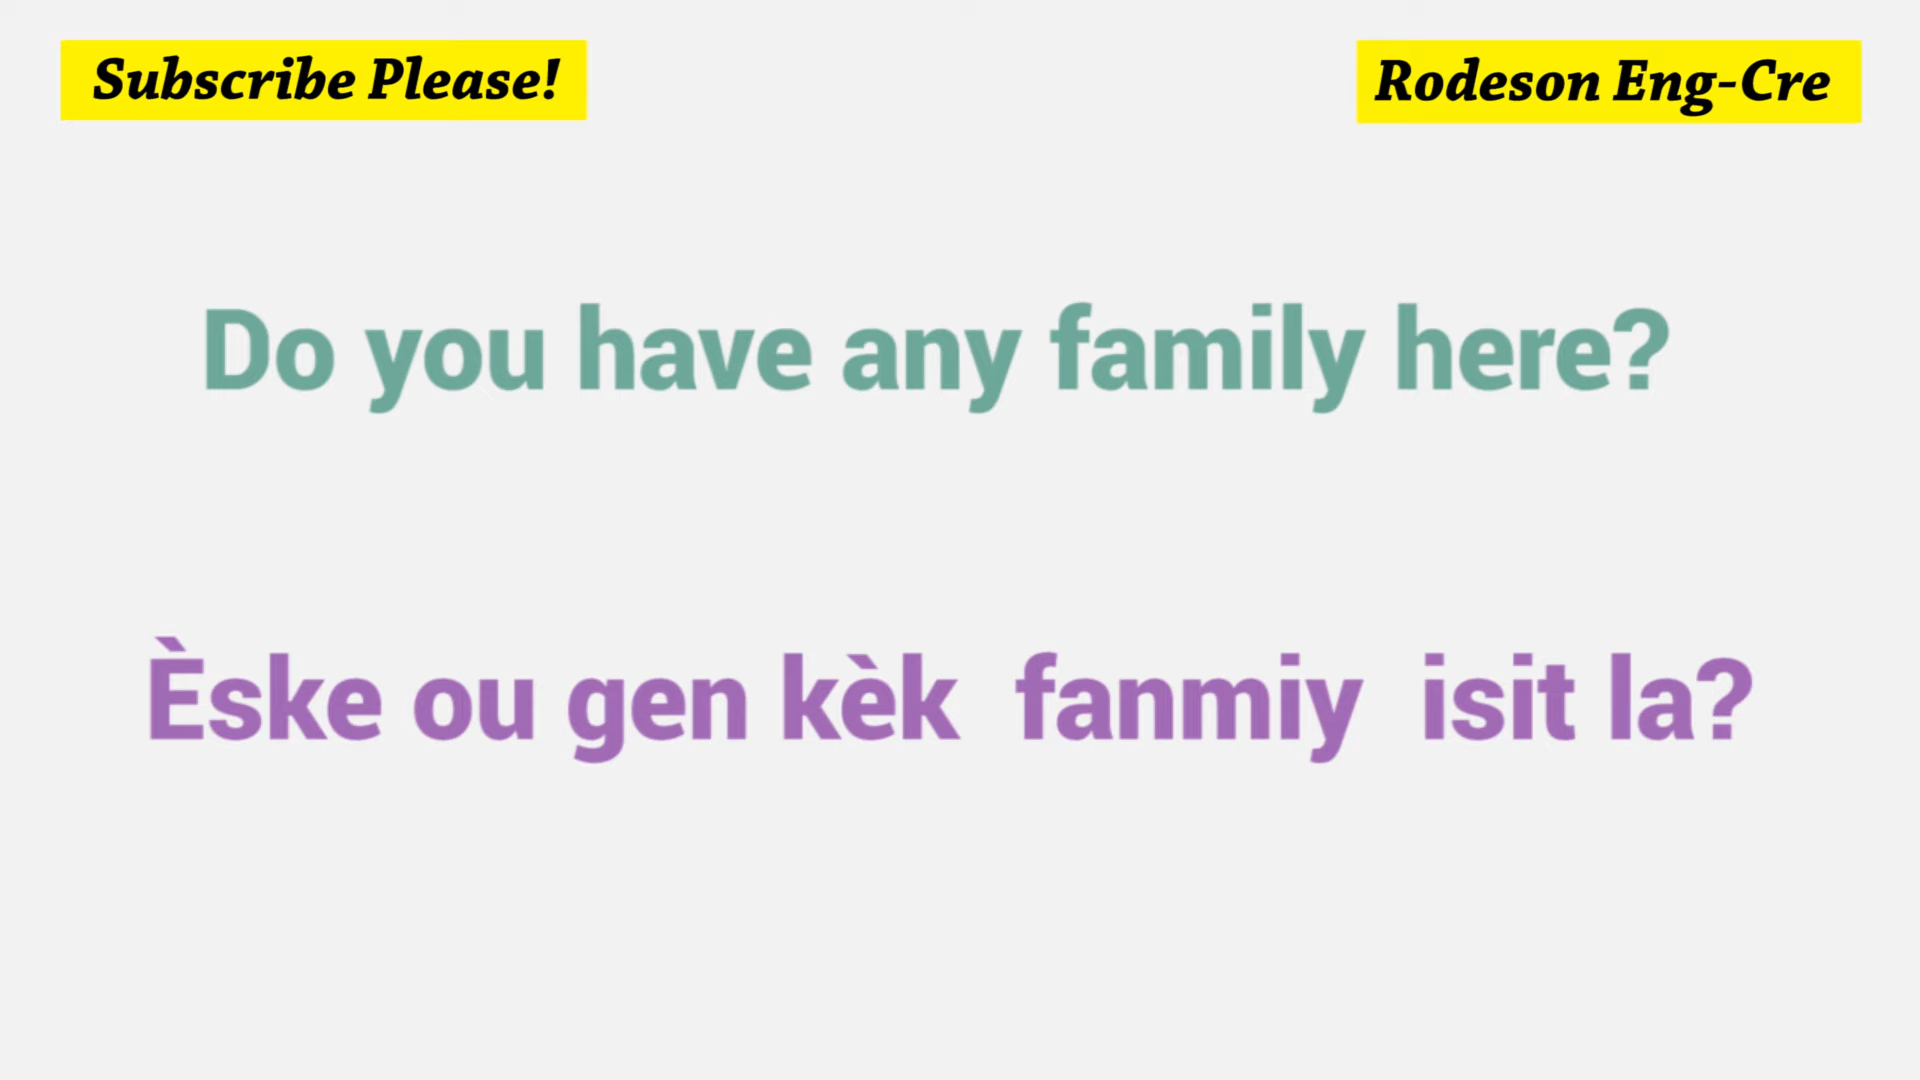 Subscribe Please!
Rodeson Eng-Cre
Do you have any family here?
Èske ou gen kèk fanmiy isit la?